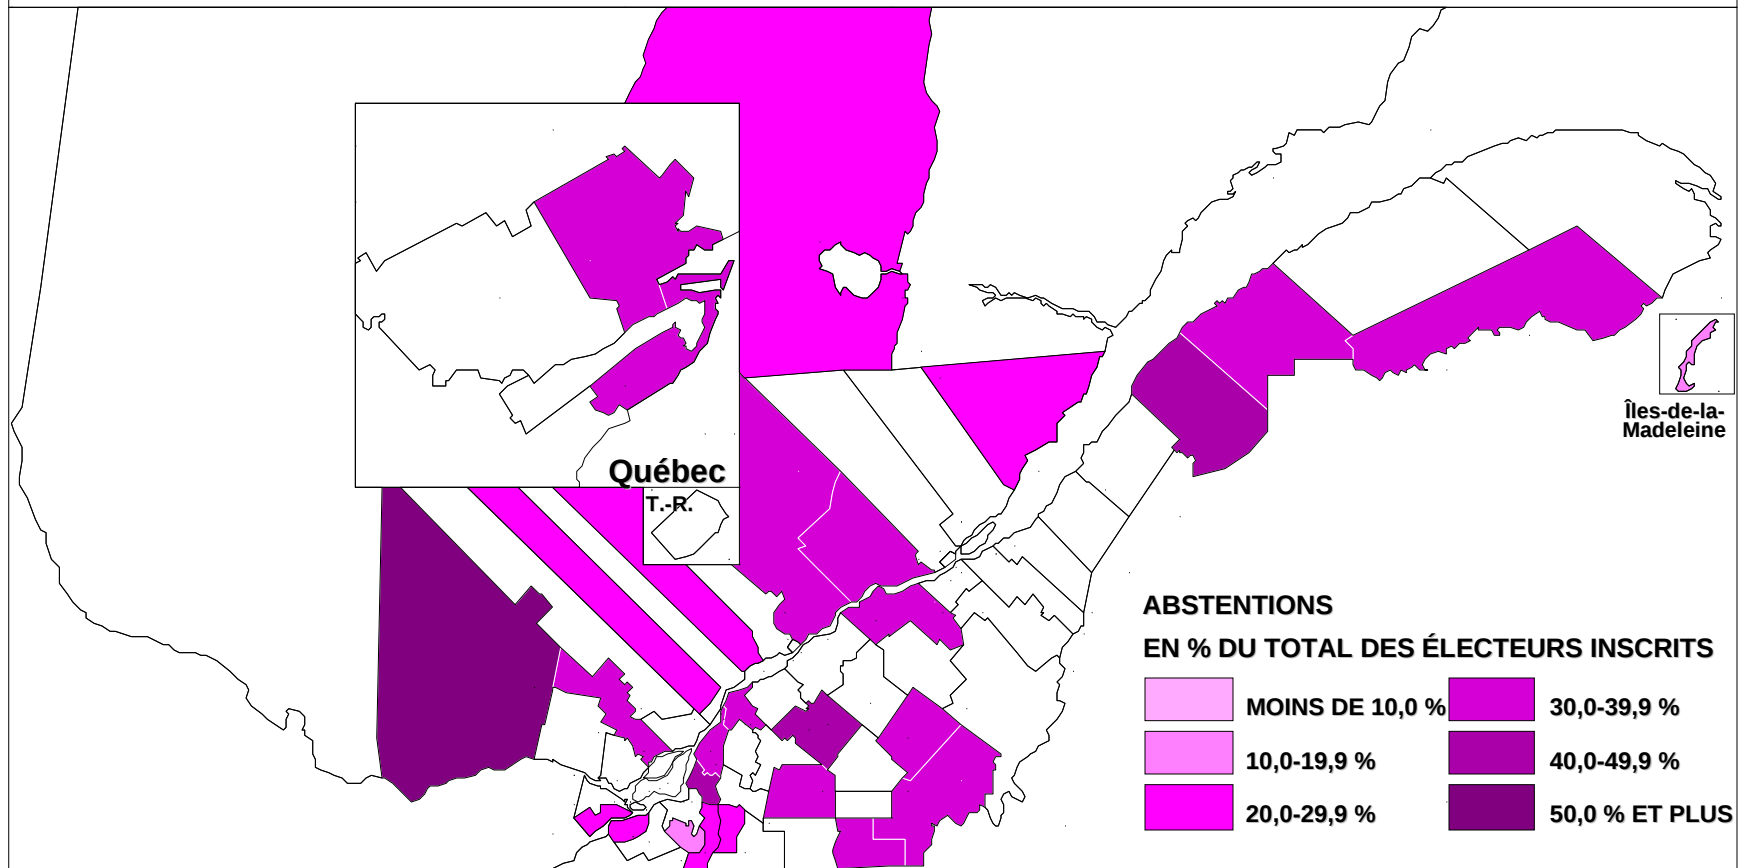 Québec
T.-R.
Îles-de-la-
Madeleine
ABSTENTIONS
EN % DU TOTAL DES ÉLECTEURS INSCRITS
MOINS DE 10,0 %
10,0-19,9 %
20,0-29,9 %
30,0-39,9 %
40,0-49,9 %
50,0 % ET PLUS